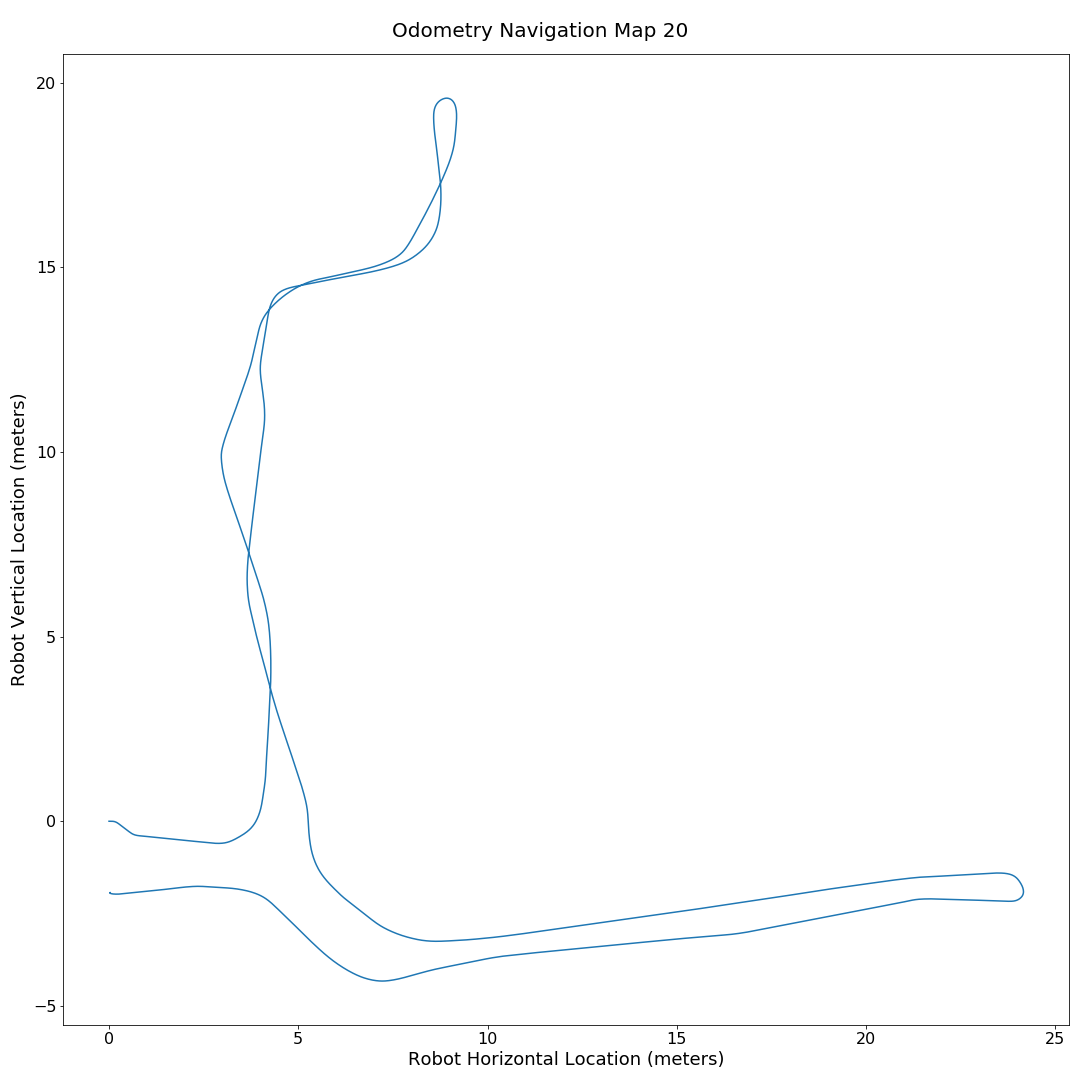 Odometry Navigation Map 20
Robot Vertical Location (meters)
20
15
10
5
0
−5
0 5 10 15 20 25
Robot Horizontal Location (meters)